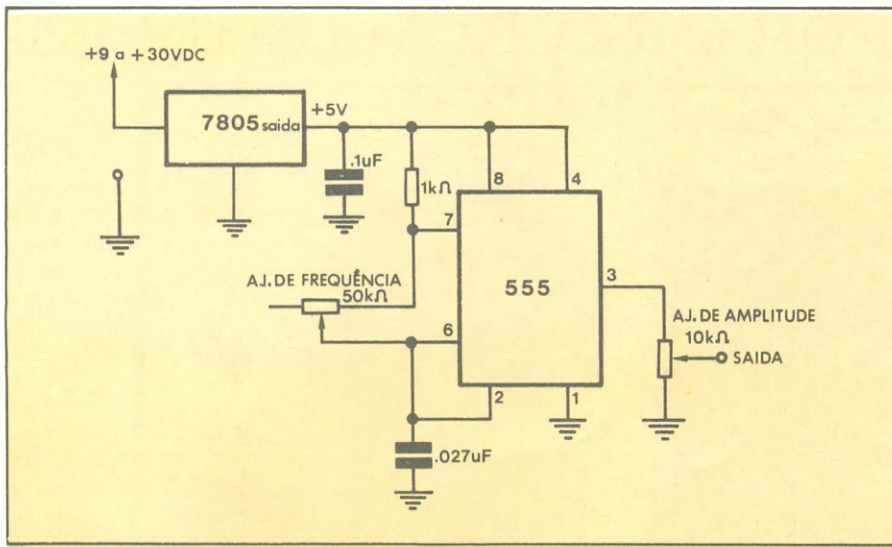 +9 a +30VDC
7805 saida
+5V
.1uF
1kΩ
8
4
7
AJ. DE FREQUÊNCIA
50kΩ
555
3
AJ. DE AMPLITUDE
10kΩ
SAIDA
6
2
1
.027uF